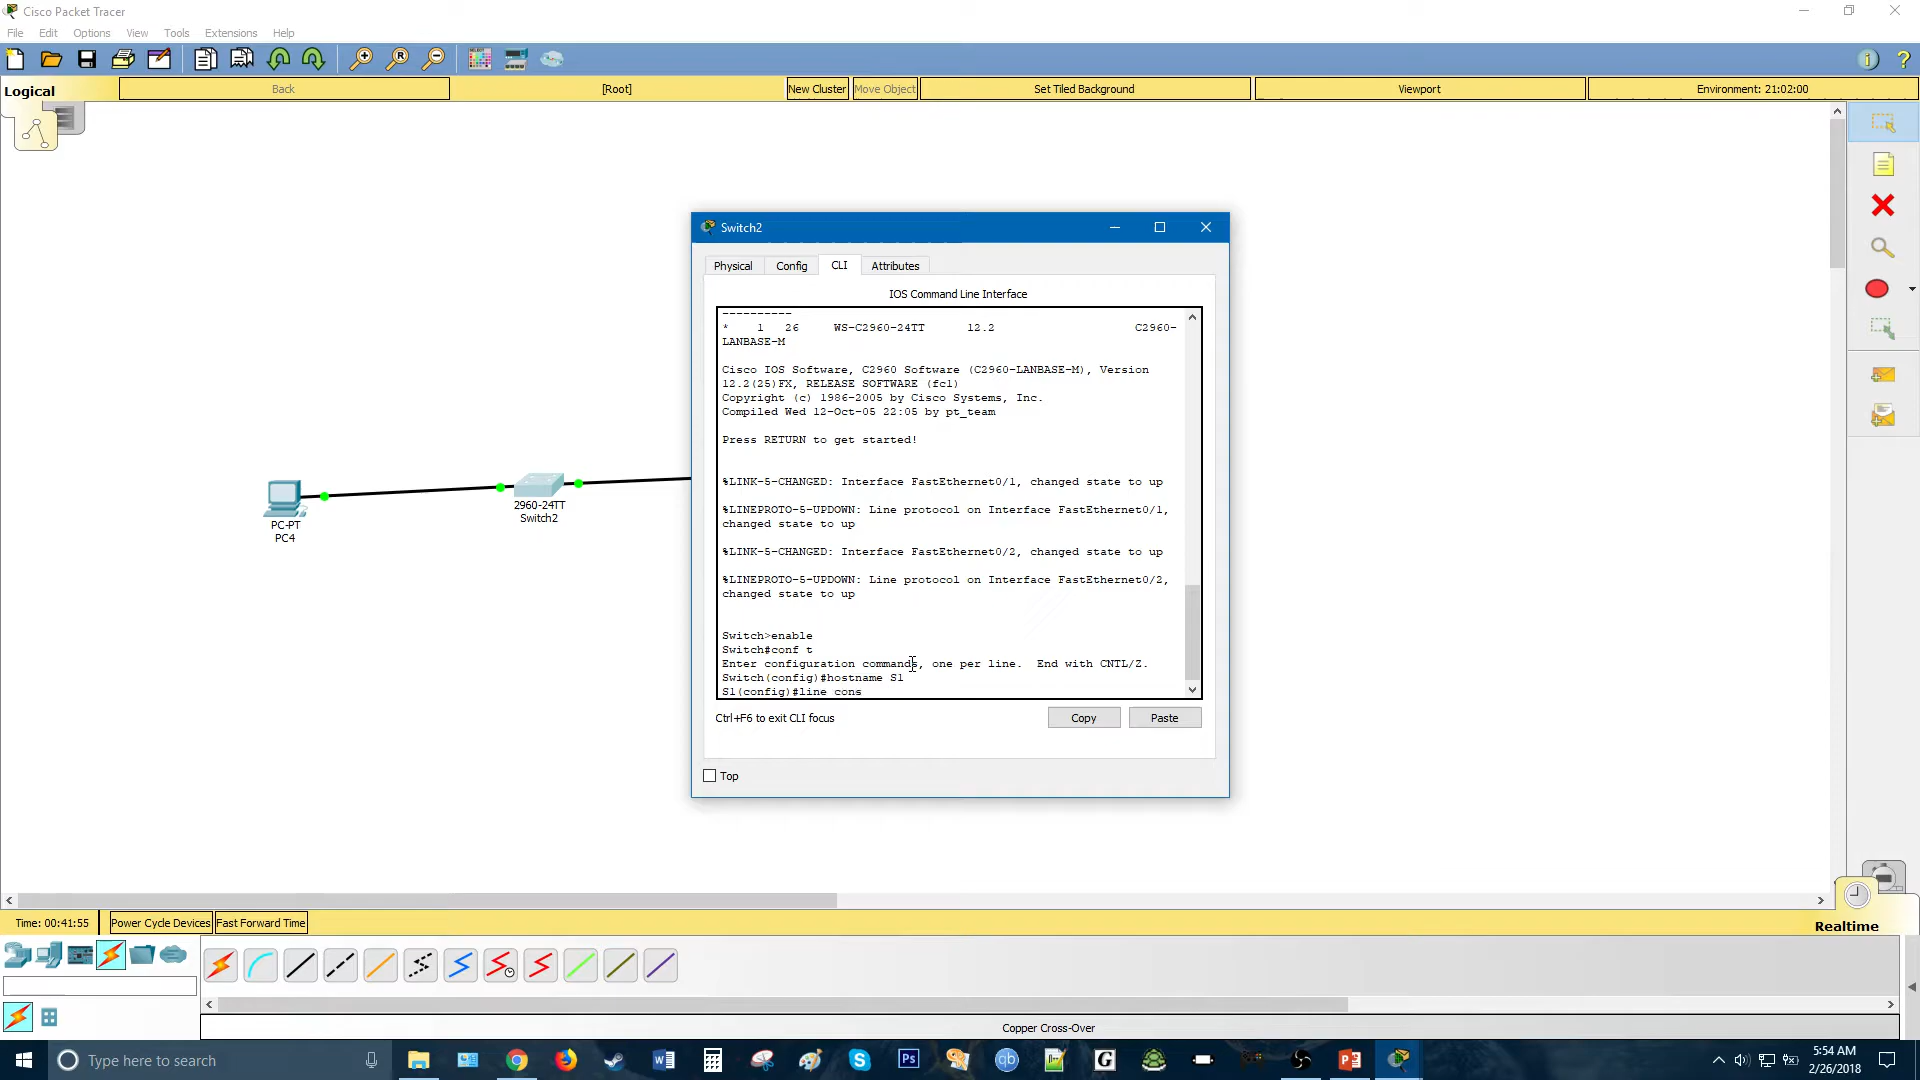 Cisco Packet Tracer
File Edit Options View Tools Extensions Help
Logical
Back
[Root]
New Cluster
Move Object
Set Tiled Background
Viewport
Environment: 21:02:00
Switch2
Physical
Config
CLI
Attributes
IOS Command Line Interface
----------
* 1 26 WS-C2960-24TT 12.2 C2960-
LANBASE-M
Cisco IOS Software, C2960 Software (C2960-LANBASE-M), Version
12.2(25)FX, RELEASE SOFTWARE (fc1)
Copyright (c) 1986-2005 by Cisco Systems, Inc.
Compiled Wed 12-Oct-05 22:05 by pt_team
Press RETURN to get started!
%LINK-5-CHANGED: Interface FastEthernet0/1, changed state to up
%LINEPROTO-5-UPDOWN: Line protocol on Interface FastEthernet0/1,
changed state to up
%LINK-5-CHANGED: Interface FastEthernet0/2, changed state to up
%LINEPROTO-5-UPDOWN: Line protocol on Interface FastEthernet0/2,
changed state to up
Switch>enable
Switch#conf t
Enter configuration commands, one per line. End with CNTL/Z.
Switch(config)#hostname S1
S1(config)#line cons
Ctrl+F6 to exit CLI focus
Copy
Paste
Top
PC-PT
PC4
2960-24TT
Switch2
Time: 00:41:55
Power Cycle Devices
Fast Forward Time
Realtime
Copper Cross-Over
Type here to search
5:54 AM
2/26/2018